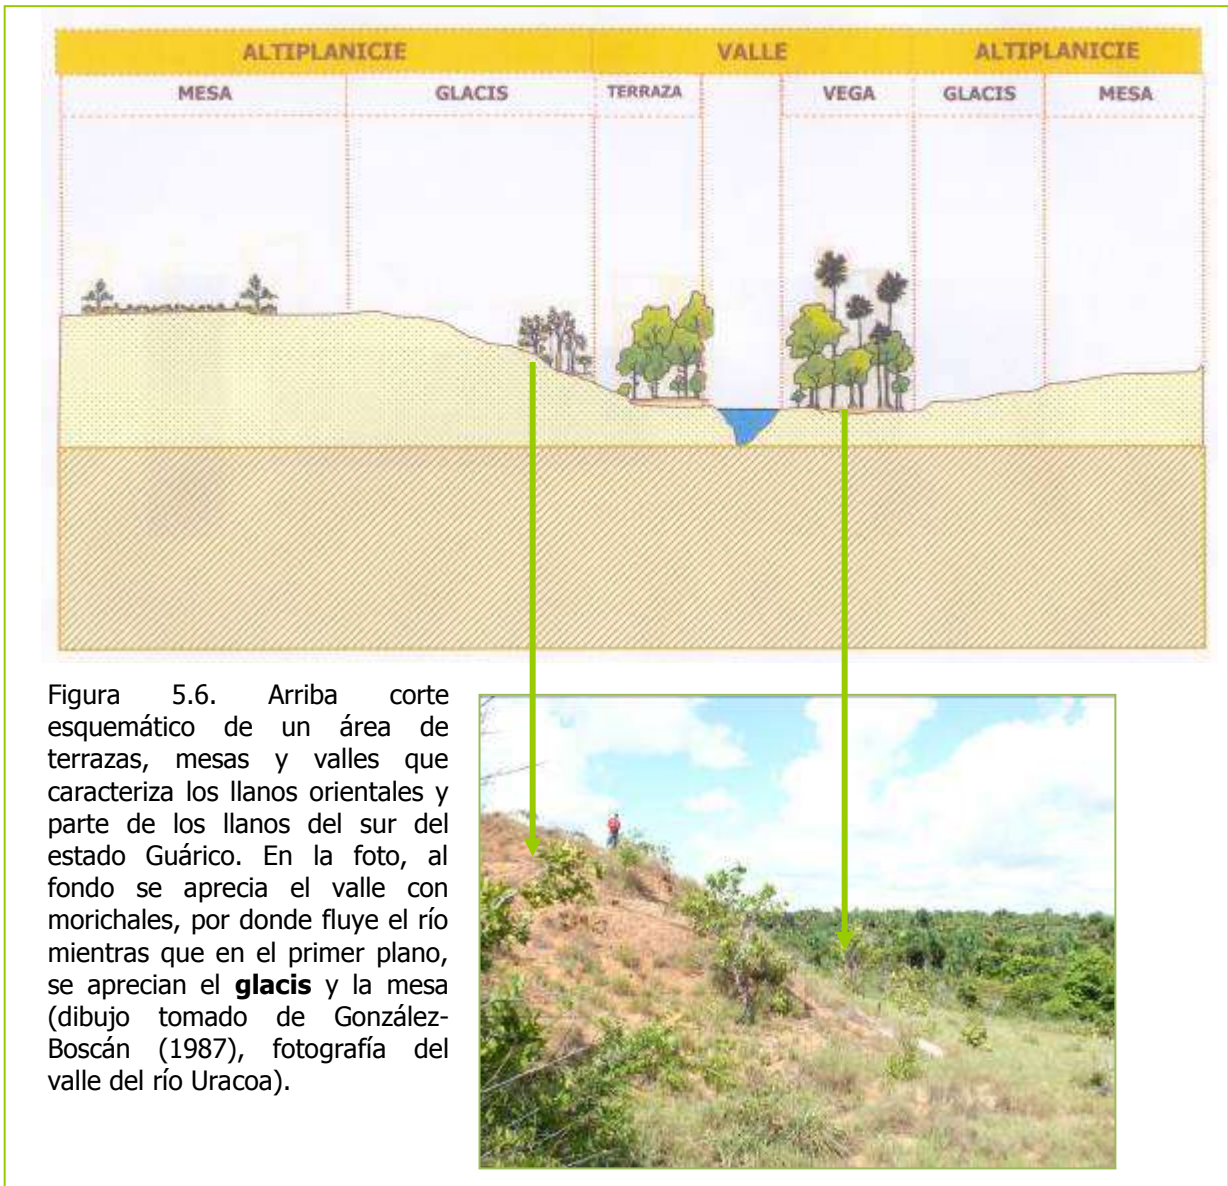 ALTIPLANICIE VALLE ALTIPLANICIE
MESA GLACIS TERRAZA VEGA GLACIS MESA
Figura 5.6. Arriba corte
esquemático de un área de
terrazas, mesas y valles que
caracteriza los llanos orientales y
parte de los llanos del sur del
estado Guárico. En la foto, al
fondo se aprecia el valle con
morichales, por donde fluye el río
mientras que en el primer plano,
se aprecian el glacis y la mesa
(dibujo tomado de González-
Boscán (1987), fotografía del
valle del río Uracoa).